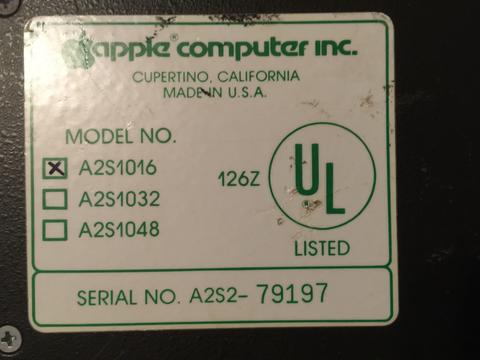 apple computer inc.
CUPERTINO, CALIFORNIA
MADE IN U.S.A.
MODEL NO.
A2S1016
A2S1032
A2S1048
126Z
UL
LISTED
SERIAL NO. A2S2-79197